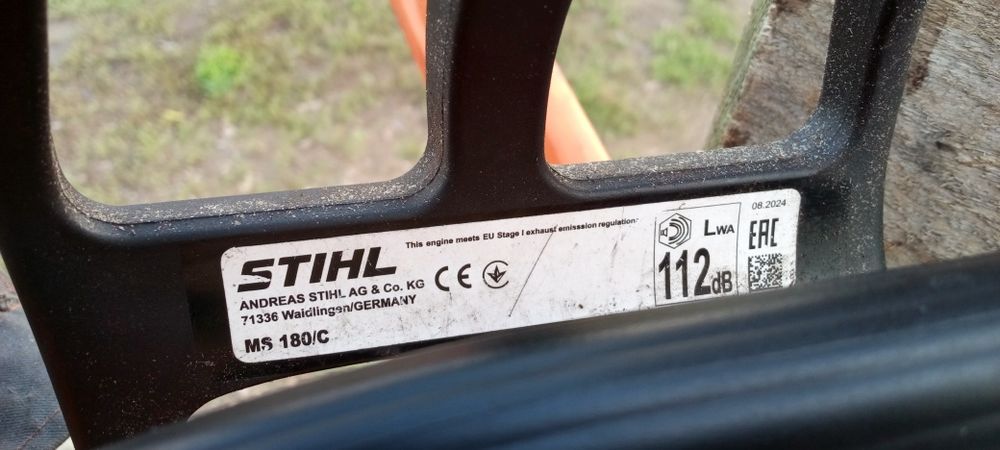 This engine meets EU Stage I exhaust emission regulation:
STIHL
ANDREAS STIHL AG & Co. KG
71336 Waidlingen/GERMANY
MS 180/C
CE
LWA
112dB
08.2024
EAC